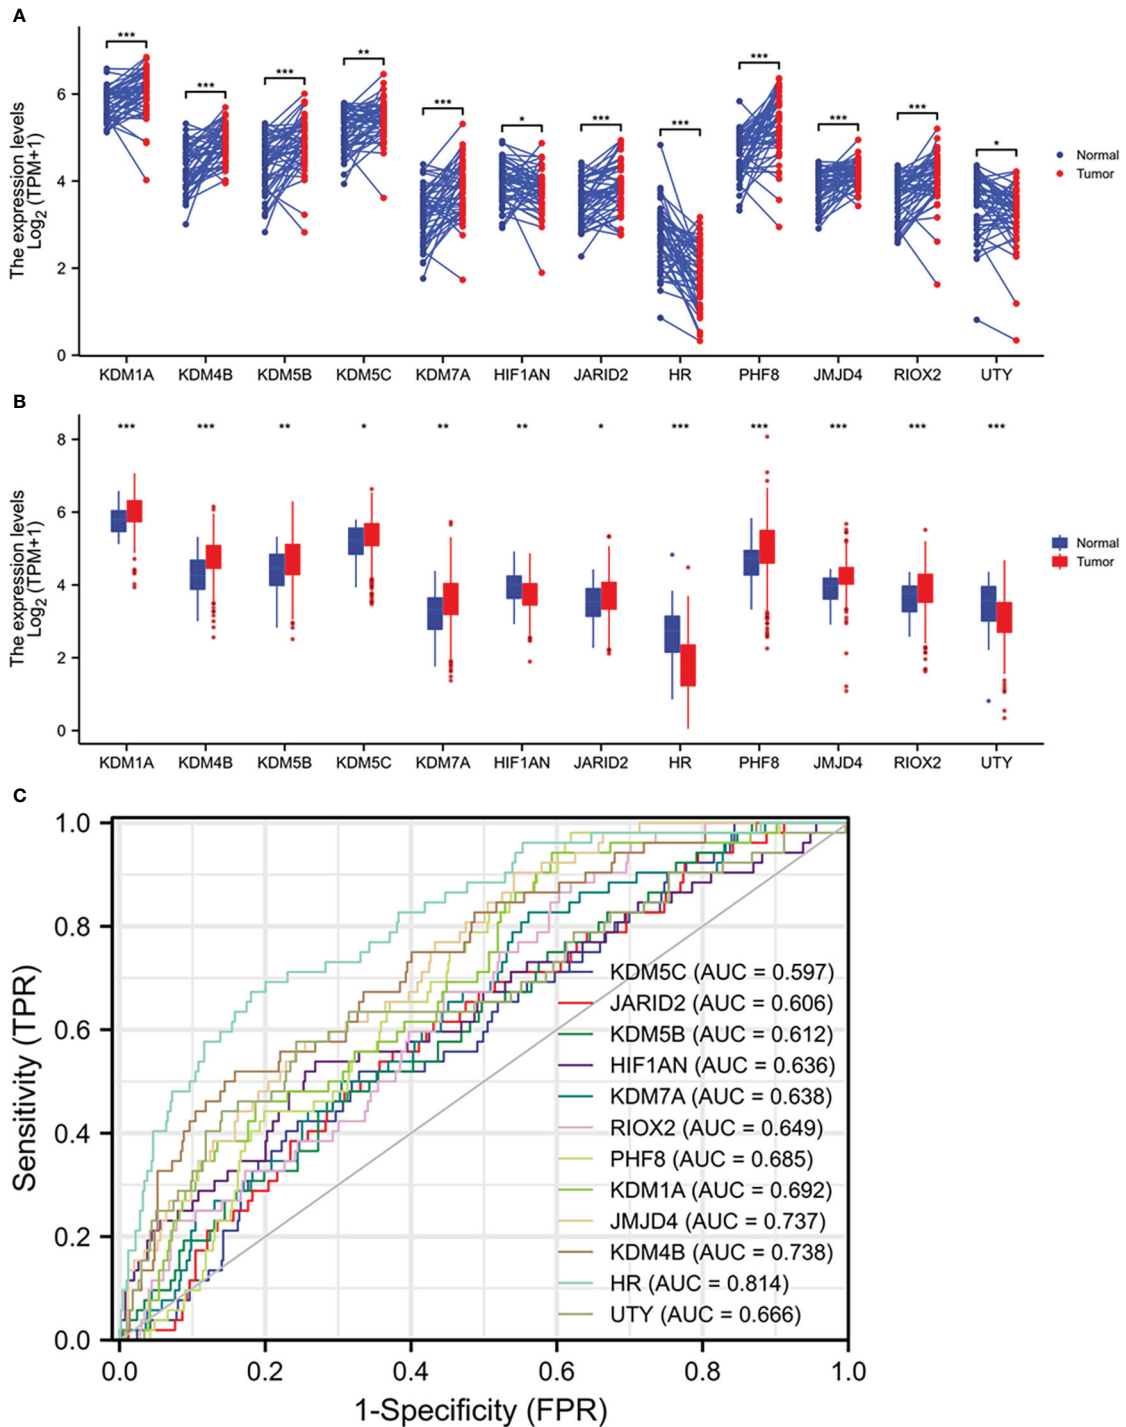 A
The expression levels
Log2 (TPM+1)
6
4
2
0
*** *** *** ** *** * *** *** *** *** *** *
KDM1A KDM4B KDM5B KDM5C KDM7A HIF1AN JARID2 HR PHF8 JMJD4 RIOX2 UTY
Normal
Tumor
B
The expression levels
Log2 (TPM+1)
8
6
4
2
0
*** *** ** * ** ** * *** *** *** *** ***
KDM1A KDM4B KDM5B KDM5C KDM7A HIF1AN JARID2 HR PHF8 JMJD4 RIOX2 UTY
Normal
Tumor
C
Sensitivity (TPR)
1.0
0.8
0.6
0.4
0.2
0.0
KDM5C (AUC = 0.597)
JARID2 (AUC = 0.606)
KDM5B (AUC = 0.612)
HIF1AN (AUC = 0.636)
KDM7A (AUC = 0.638)
RIOX2 (AUC = 0.649)
PHF8 (AUC = 0.685)
KDM1A (AUC = 0.692)
JMJD4 (AUC = 0.737)
KDM4B (AUC = 0.738)
HR (AUC = 0.814)
UTY (AUC = 0.666)
0.0 0.2 0.4 0.6 0.8 1.0
1-Specificity (FPR)